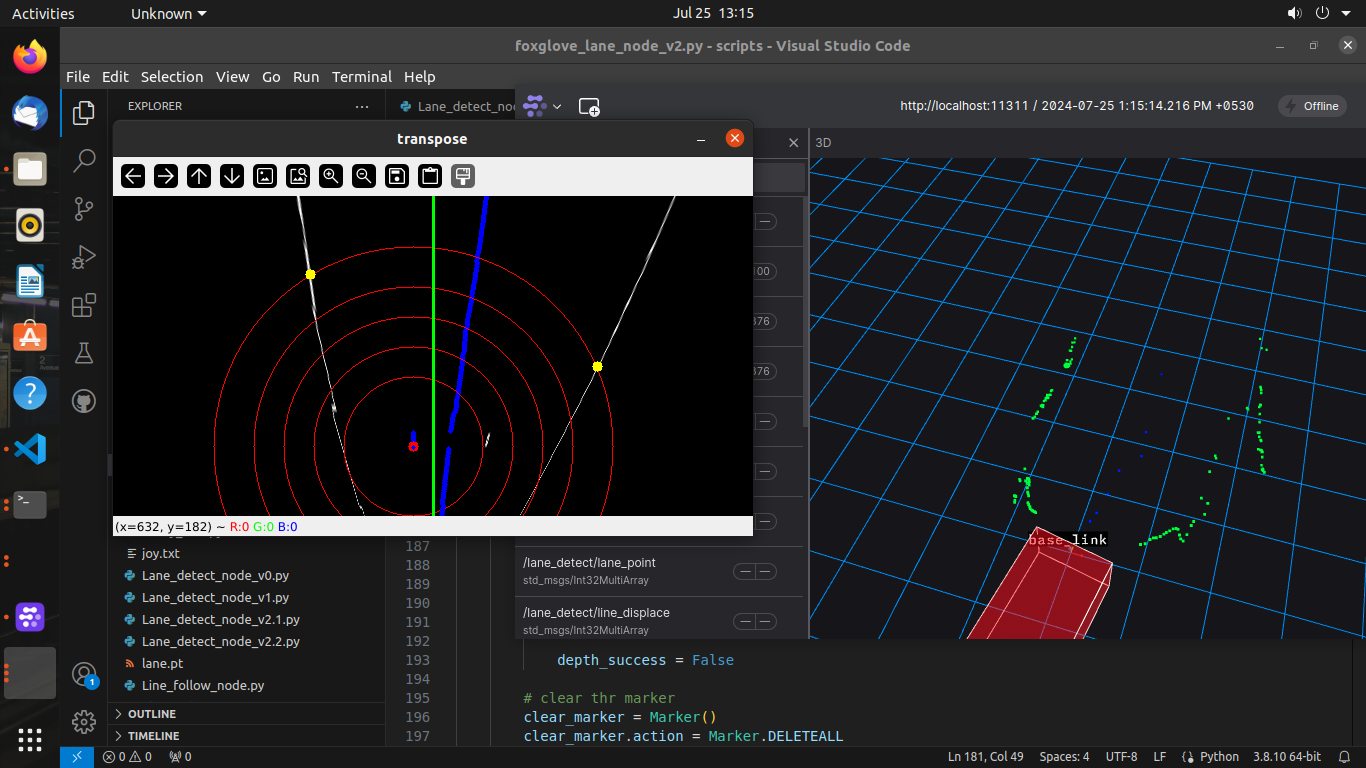 Activities
Unknown
Jul 25 13:15
foxglove_lane_node_v2.py - scripts - Visual Studio Code
File Edit Selection View Go Run Terminal Help
EXPLORER
Lane_detect_no
http://localhost:11311 / 2024-07-25 1:15:14.216 PM +0530
Offline
transpose
3D
100
376
376
base_link
(x=632, y=182) ~ R:0 G:0 B:0
joy.txt
Lane_detect_node_v0.py
Lane_detect_node_v1.py
Lane_detect_node_v2.1.py
Lane_detect_node_v2.2.py
lane.pt
Line_follow_node.py
OUTLINE
TIMELINE
/lane_detect/lane_point
std_msgs/Int32MultiArray
/lane_detect/line_displace
std_msgs/Int32MultiArray
187
188
189
190
191
192
193 depth_success = False
194
195 # clear thr marker
196 clear_marker = Marker()
197 clear_marker.action = Marker.DELETEALL
1
0 0 0
Ln 181, Col 49 Spaces: 4 UTF-8 LF Python 3.8.10 64-bit